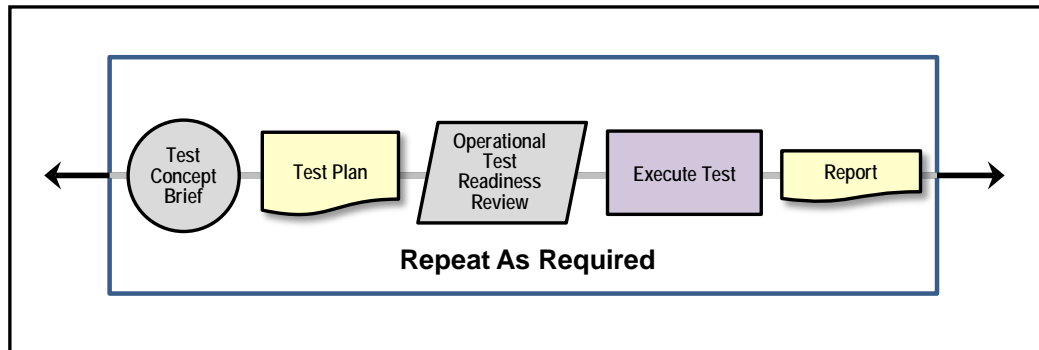 Test
Concept
Brief
Test Plan
Operational
Test
Readiness
Review
Execute Test
Report
Repeat As Required